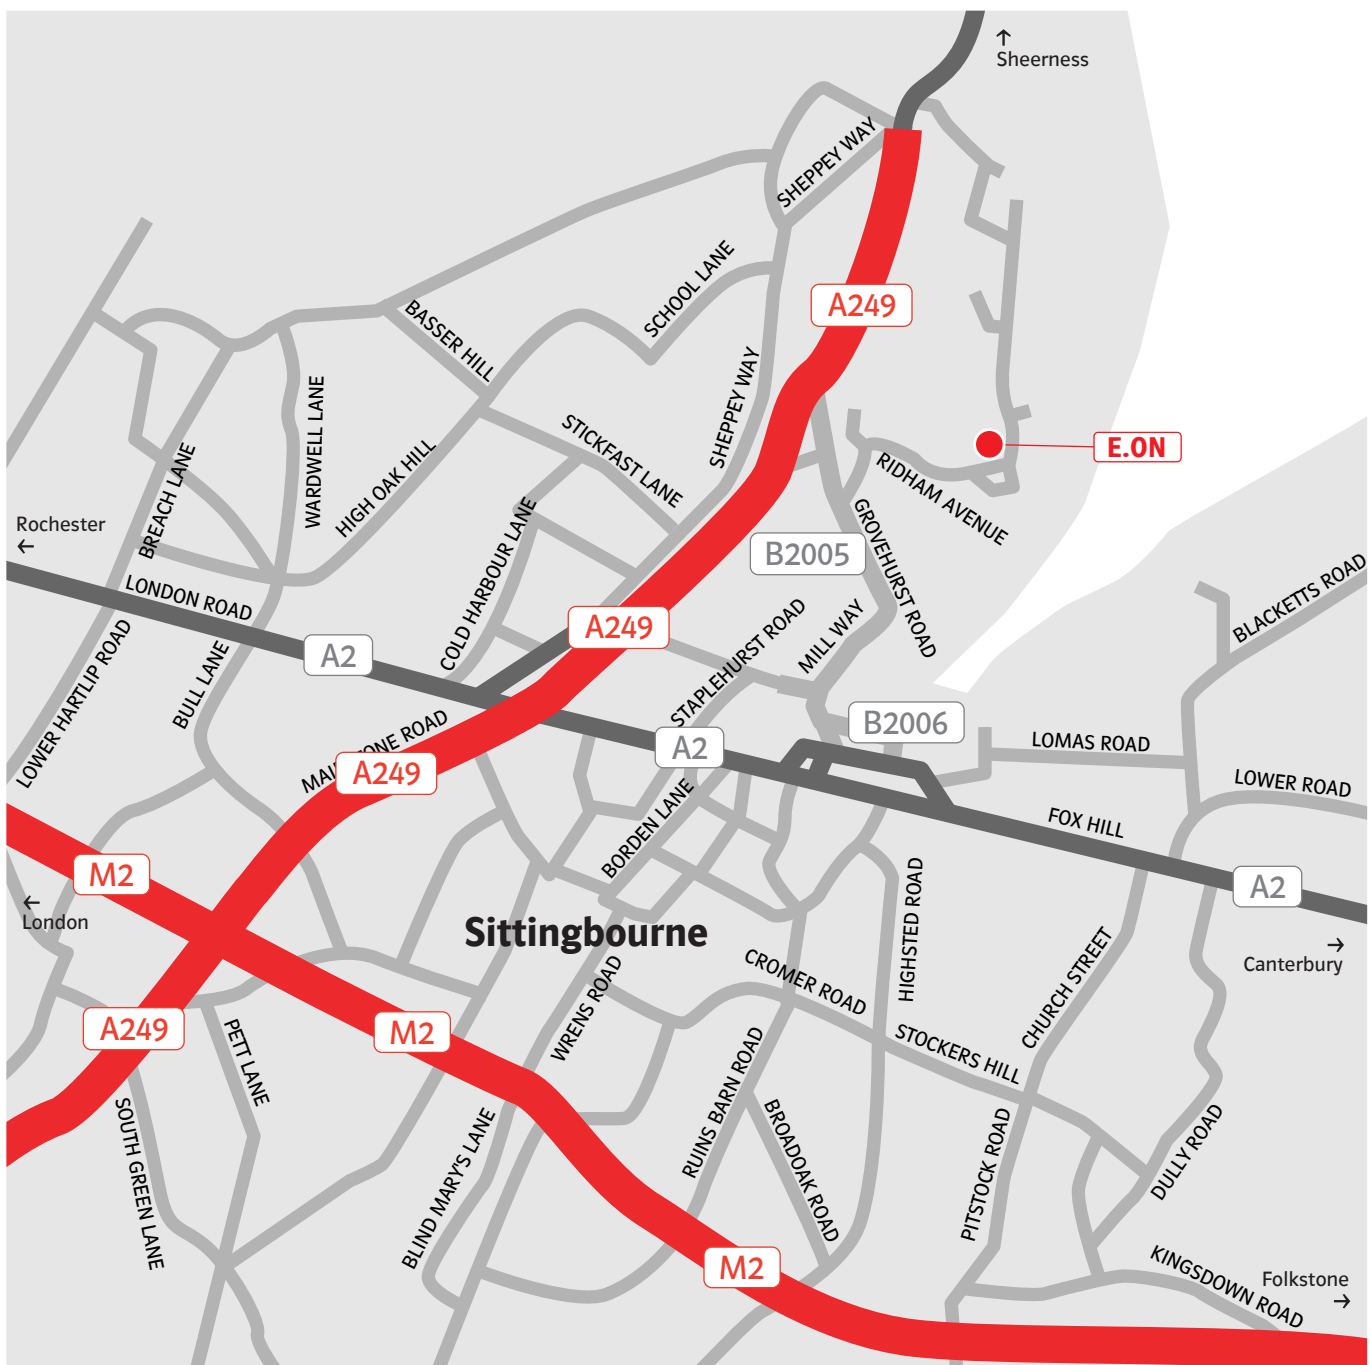 ↑
Sheerness
SHEPPEY WAY
SCHOOL LANE
A249
BASSER HILL
SHEPPEY WAY
WARDWELL LANE
STICKFAST LANE
HIGH OAK HILL
E.ON
RIDHAM AVENUE
BREACH LANE
Rochester
←
COLD HARBOUR LANE
GROVEHURST ROAD
B2005
BLACKETTS ROAD
LONDON ROAD
A249
STAPLEHURST ROAD
MILL WAY
LOWER HARTLIP ROAD
A2
BULL LANE
B2006
A2
LOMAS ROAD
MAI
ONE ROAD
A249
LOWER ROAD
BORDEN LANE
FOX HILL
M2
A2
←
London
Sittingbourne
HIGHSTED ROAD
→
Canterbury
CROMER ROAD
CHURCH STREET
WRENS ROAD
A249
M2
STOCKERS HILL
PETT LANE
RUINS BARN ROAD
SOUTH GREEN LANE
BLIND MARY'S LANE
BROADOAK ROAD
PITSTOCK ROAD
DULLY ROAD
M2
KINGSDOWN ROAD
Folkstone
→